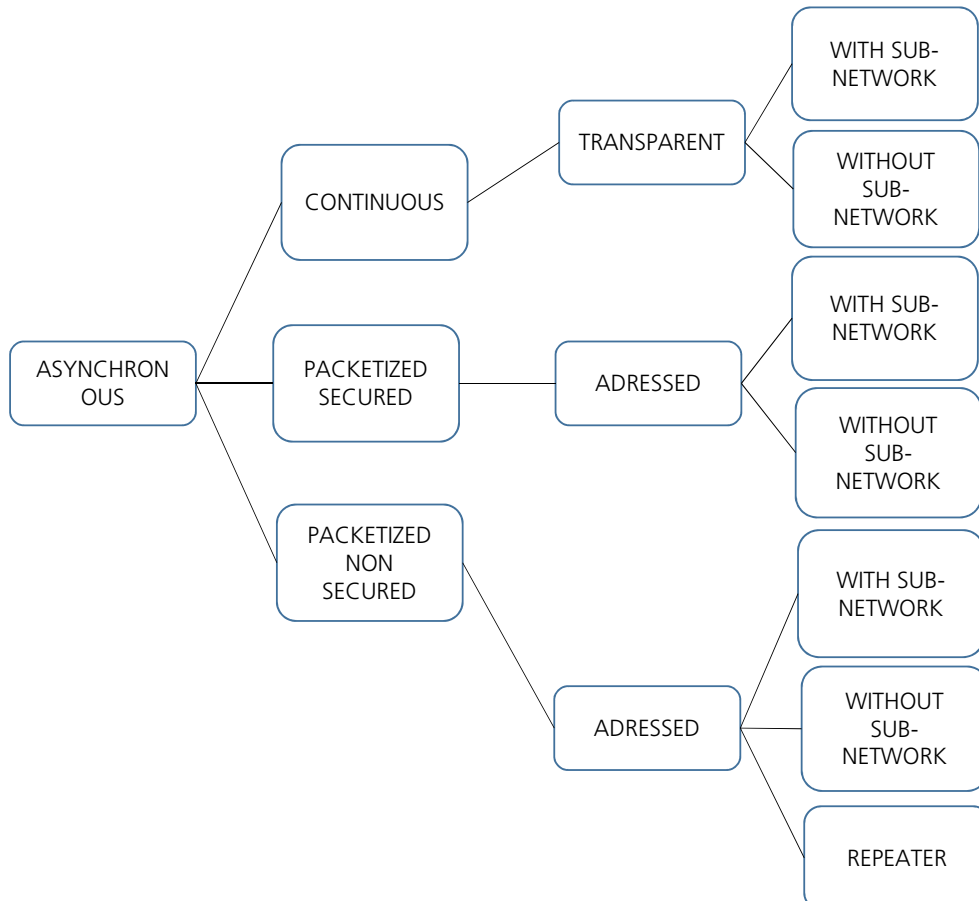 WITH SUB-
NETWORK
TRANSPARENT
WITHOUT
SUB-
NETWORK
CONTINUOUS
WITH SUB-
NETWORK
ASYNCHRON
OUS
PACKETIZED
SECURED
ADRESSED
WITHOUT
SUB-
NETWORK
PACKETIZED
NON
SECURED
WITH SUB-
NETWORK
ADRESSED
WITHOUT
SUB-
NETWORK
REPEATER